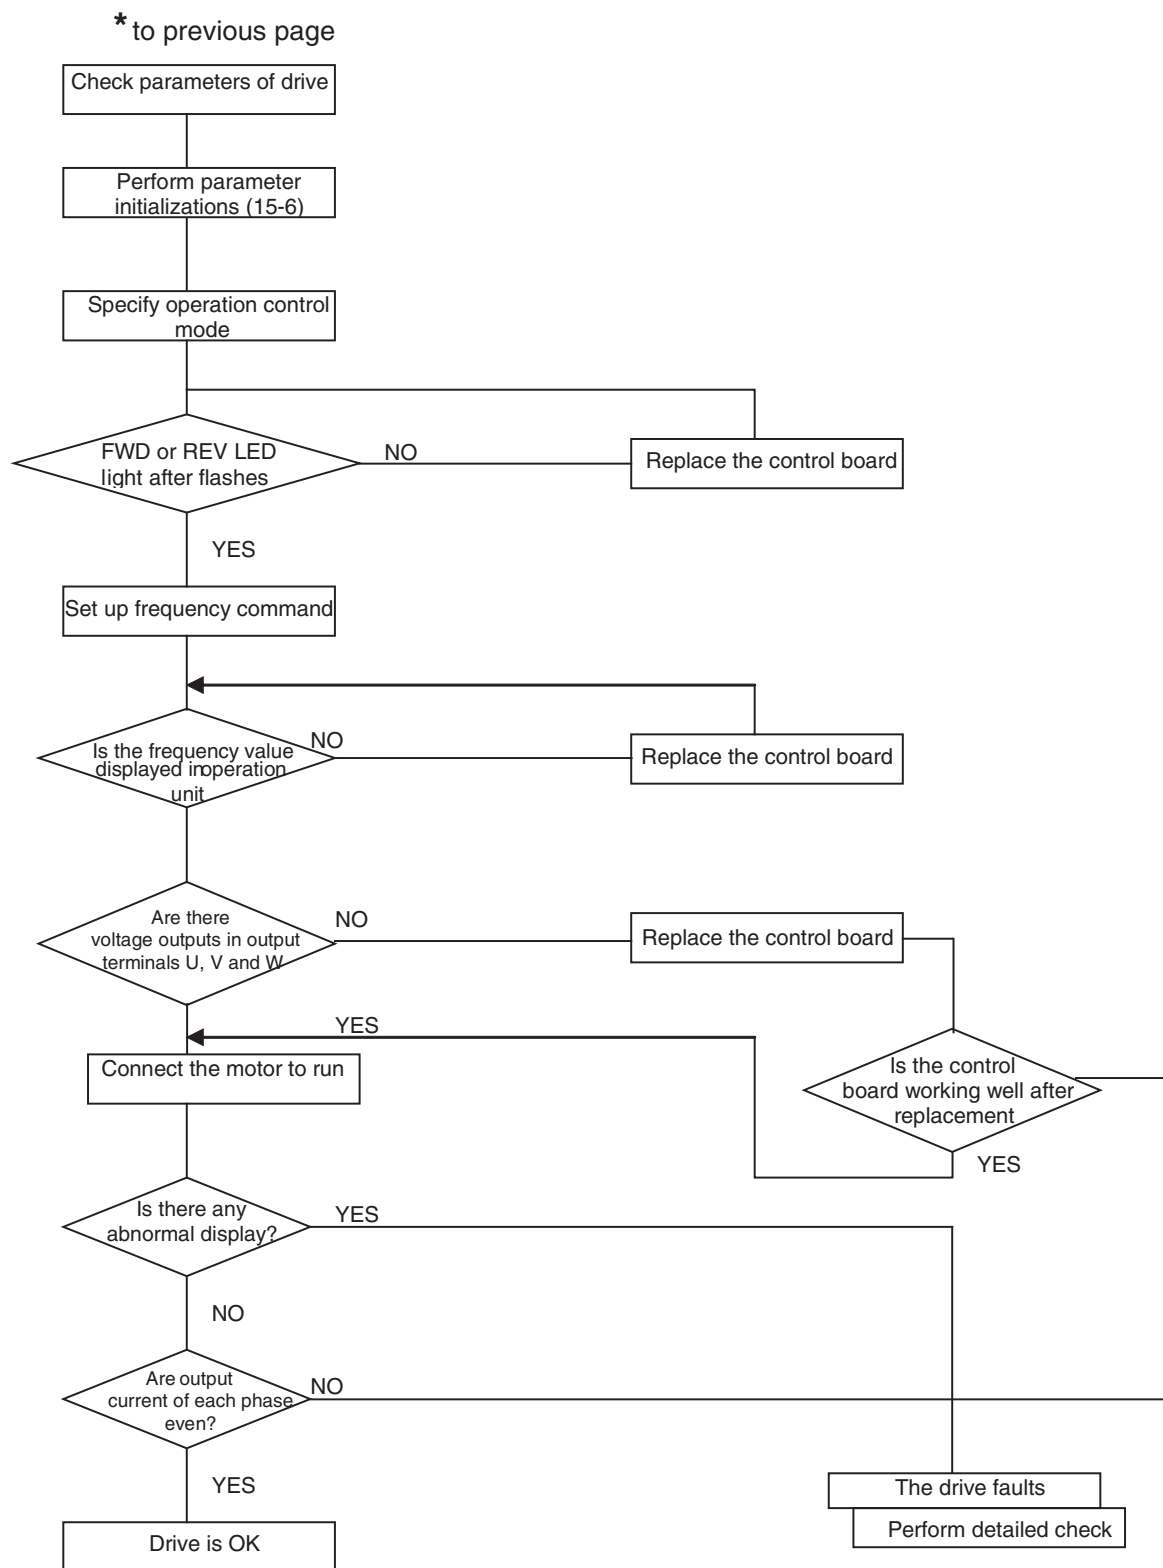 * to previous page
Check parameters of drive
Perform parameter
initializations (15-6)
Specify operation control
mode
FWD or REV LED
light after flashes
NO
Replace the control board
YES
Set up frequency command
Is the frequency value
displayed inoperation
unit
NO
Replace the control board
Are there
voltage outputs in output
terminals U, V and W
NO
Replace the control board
YES
Connect the motor to run
Is the control
board working well after
replacement
YES
Is there any
abnormal display?
YES
NO
Are output
current of each phase
even?
NO
YES
The drive faults
Perform detailed check
Drive is OK